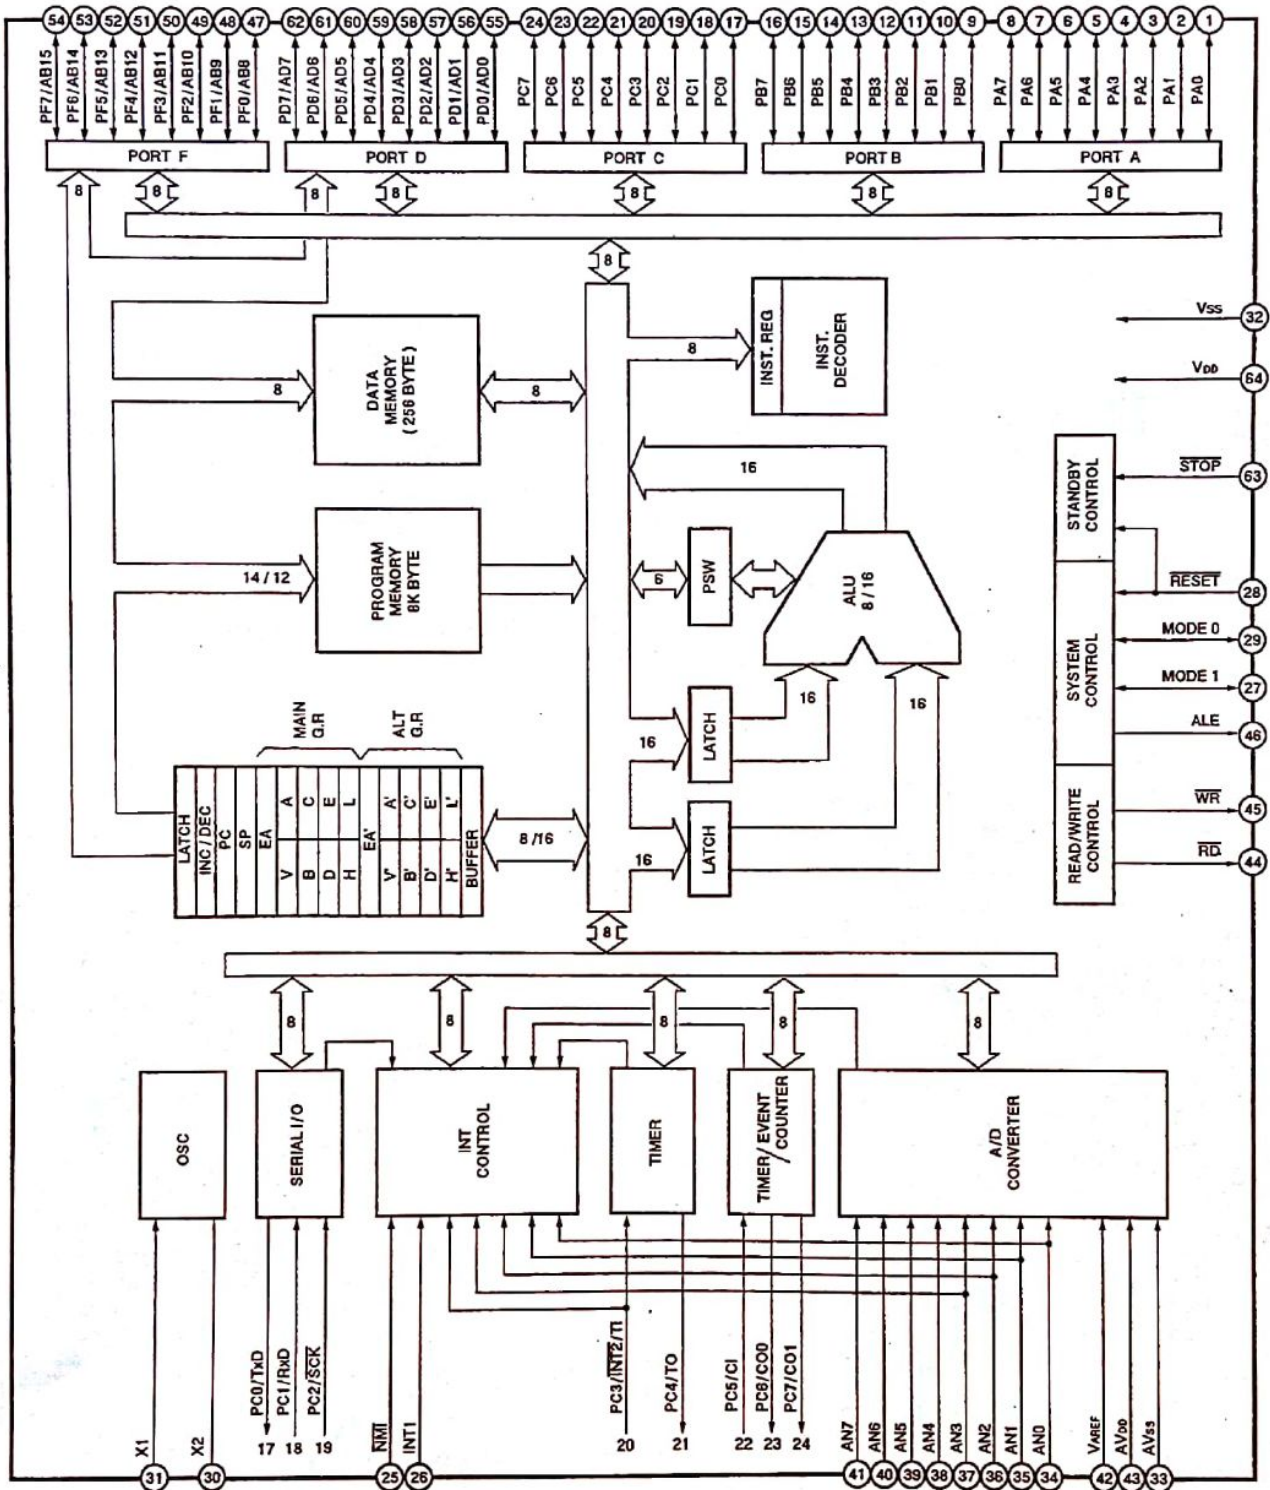 54 53 52 51 50 49 48 47 62 61 60 59 58 57 56 55 24 23 22 21 20 19 18 17 16 15 14 13 12 11 10 9 8 7 6 5 4 3 2 1
PF7/AB15
PF6/AB14
PF5/AB13
PF4/AB12
PF3/AB11
PF2/AB10
PF1/AB9
PF0/AB8
PD7/AD7
PD6/AD6
PD5/AD5
PD4/AD4
PD3/AD3
PD2/AD2
PD1/AD1
PD0/AD0
PC7
PC6
PC5
PC4
PC3
PC2
PC1
PC0
PB7
PB6
PB5
PB4
PB3
PB2
PB1
PB0
PA7
PA6
PA5
PA4
PA3
PA2
PA1
PA0
PORT F
PORT D
PORT C
PORT B
PORT A
8 8 8 8 8 8 8
8
INST. REG
INST.
DECODER
8
DATA
MEMORY
( 256 BYTE )
8
8
PROGRAM
MEMORY
8K BYTE
14 / 12
16
6
PSW
ALU
8 / 16
16
16
LATCH
16
LATCH
16
MAIN
G.R
ALT
G.R
LATCH
INC / DEC
PC
SP
EA
V A
B C
D E
H L
EA'
V' A'
B' C'
D' E'
H' L'
BUFFER
8 /16
VSS 32
VDD 64
STOP 63
RESET 28
MODE 0 29
MODE 1 27
ALE 46
WR 45
RD 44
STANDBY
CONTROL
SYSTEM
CONTROL
READ/WRITE
CONTROL
8
8 8 8 8 8
OSC
SERIAL I/O
INT
CONTROL
TIMER
TIMER/EVENT
/COUNTER
A/D
CONVERTER
X1
X2
PC0/TxD
PC1/RxD
PC2/SCK
NMI
INT1
PC3/INT2/TI
PC4/TO
PC5/CI
PC6/CO0
PC7/CO1
AN7
AN6
AN5
AN4
AN3
AN2
AN1
AN0
VAREF
AVDD
AVSS
17 18 19 20 21 22 23 24
31 30 25 26 41 40 39 38 37 36 35 34 42 43 33